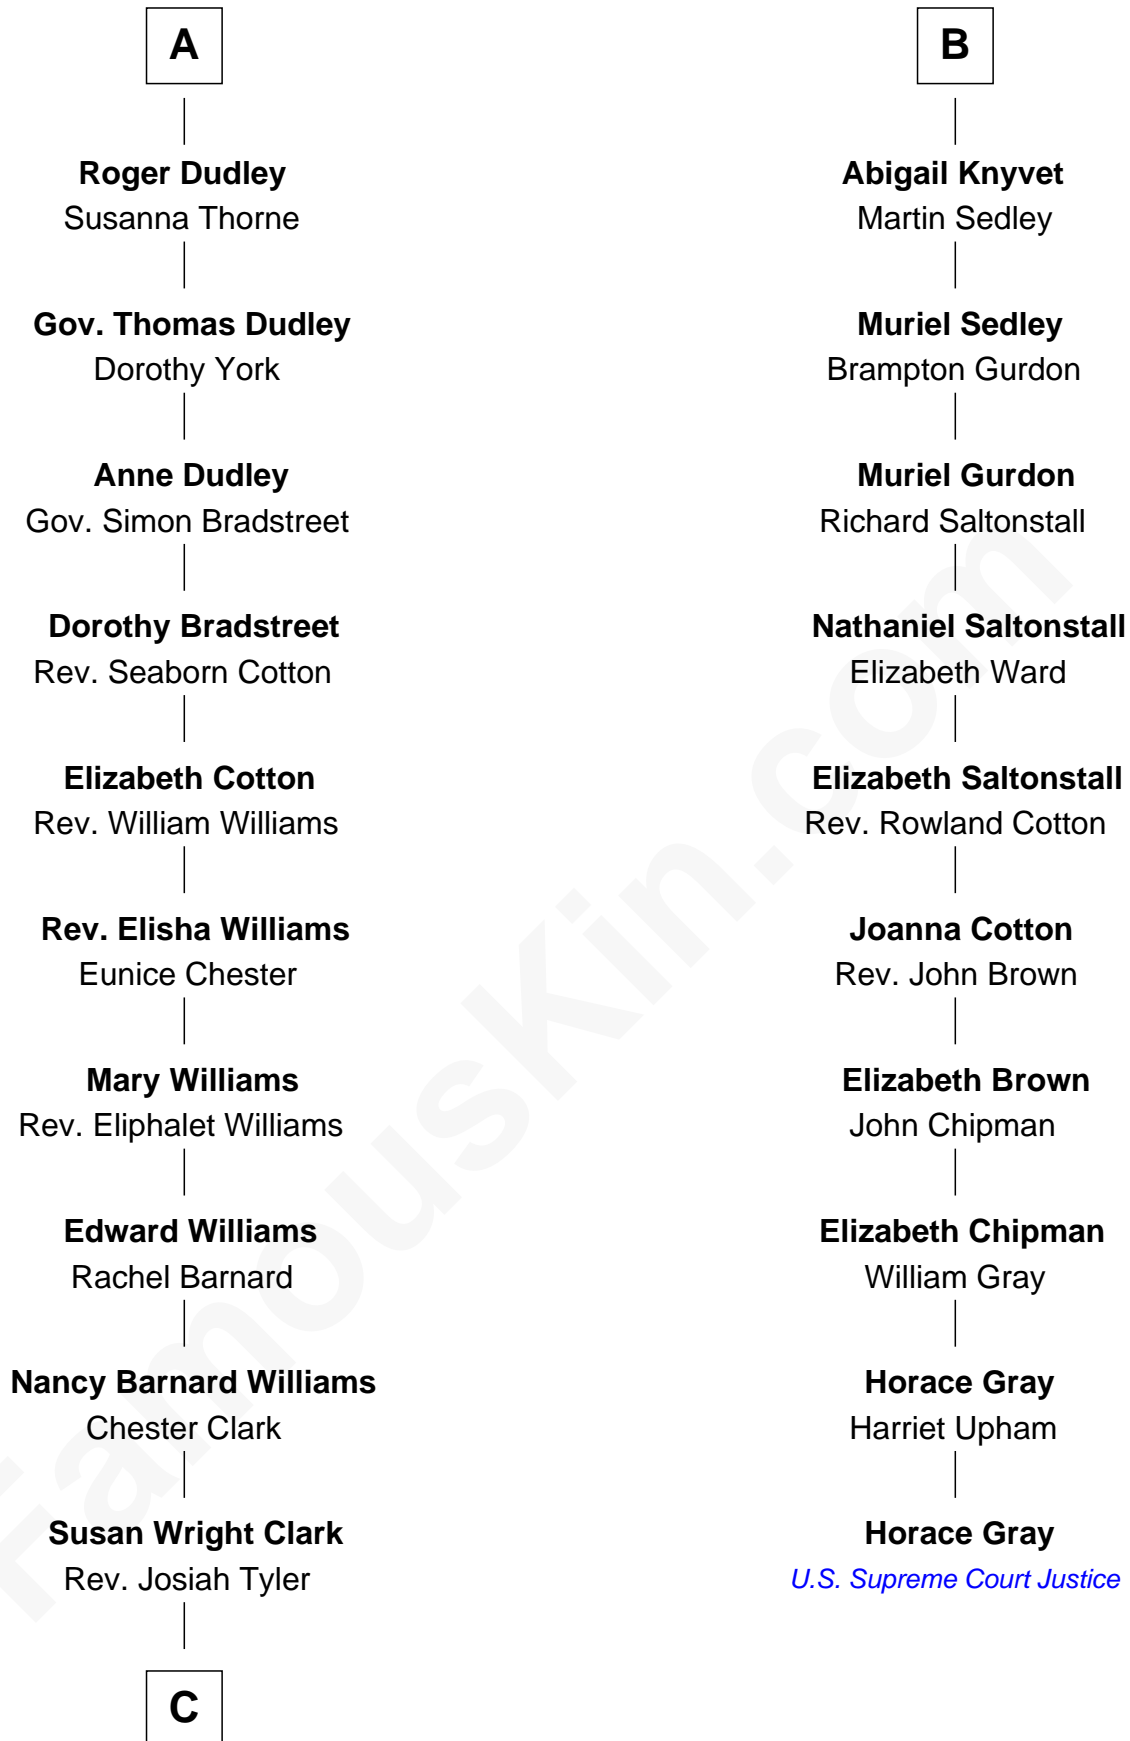 A
Roger Dudley
Susanna Thorne
Gov. Thomas Dudley
Dorothy York
Anne Dudley
Gov. Simon Bradstreet
Dorothy Bradstreet
Rev. Seaborn Cotton
Elizabeth Cotton
Rev. William Williams
Rev. Elisha Williams
Eunice Chester
Mary Williams
Rev. Eliphalet Williams
Edward Williams
Rachel Barnard
Nancy Barnard Williams
Chester Clark
Susan Wright Clark
Rev. Josiah Tyler
C
B
Abigail Knyvet
Martin Sedley
Muriel Sedley
Brampton Gurdon
Muriel Gurdon
Richard Saltonstall
Nathaniel Saltonstall
Elizabeth Ward
Elizabeth Saltonstall
Rev. Rowland Cotton
Joanna Cotton
Rev. John Brown
Elizabeth Brown
John Chipman
Elizabeth Chipman
William Gray
Horace Gray
Harriet Upham
Horace Gray
U.S. Supreme Court Justice
FamousKin.com